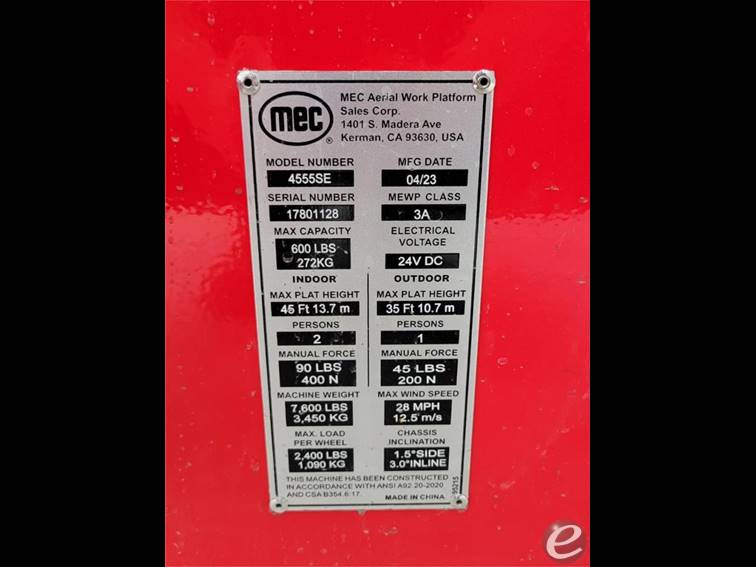 mec
®
MEC Aerial Work Platform
Sales Corp.
1401 S. Madera Ave
Kerman, CA 93630, USA
MODEL NUMBER
4555SE
MFG DATE
04/23
SERIAL NUMBER
17801128
MEWP CLASS
3A
MAX CAPACITY
600 LBS
272KG
ELECTRICAL
VOLTAGE
24V DC
INDOOR
OUTDOOR
MAX PLAT HEIGHT
45 Ft 13.7 m
MAX PLAT HEIGHT
35 Ft 10.7 m
PERSONS
2
PERSONS
1
MANUAL FORCE
90 LBS
400 N
MANUAL FORCE
45 LBS
200 N
MACHINE WEIGHT
7,600 LBS
3,450 KG
MAX WIND SPEED
28 MPH
12.5 m/s
MAX. LOAD
PER WHEEL
2,400 LBS
1,090 KG
CHASSIS
INCLINATION
1.5°SIDE
3.0°INLINE
THIS MACHINE HAS BEEN CONSTRUCTED
IN ACCORDANCE WITH ANSI A92.20-2020
AND CSA B354.6:17.
MADE IN CHINA
95215
e